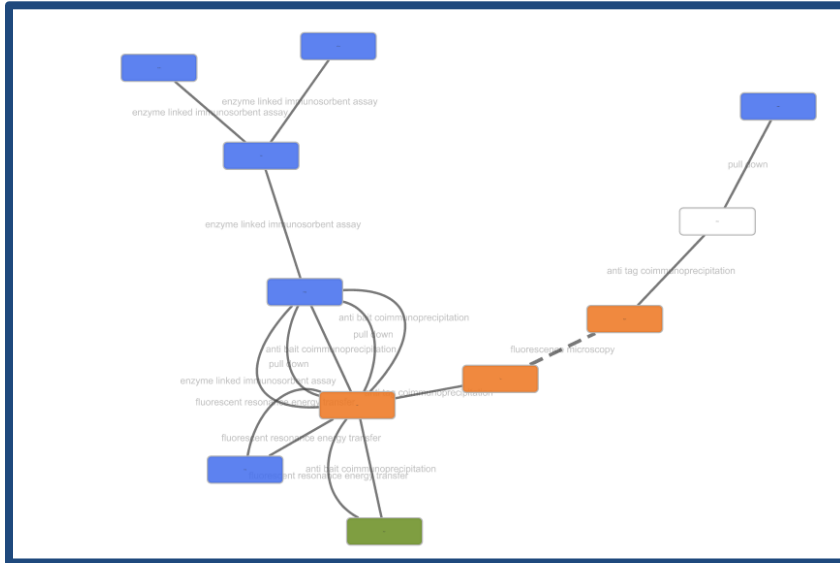 enzyme linked immunosorbent assay
enzyme linked immunosorbent assay
pull down
enzyme linked immunosorbent assay
anti tag coimmunoprecipitation
anti bait coimmunoprecipitation
pull down
anti bait coimmunoprecipitation
fluorescence microscopy
pull down
enzyme linked immunosorbent assay
coimmunoprecipitation
fluorescent resonance energy transfer
fluorescent resonance energy transfer
anti bait coimmunoprecipitation
fluorescent resonance energy transfer